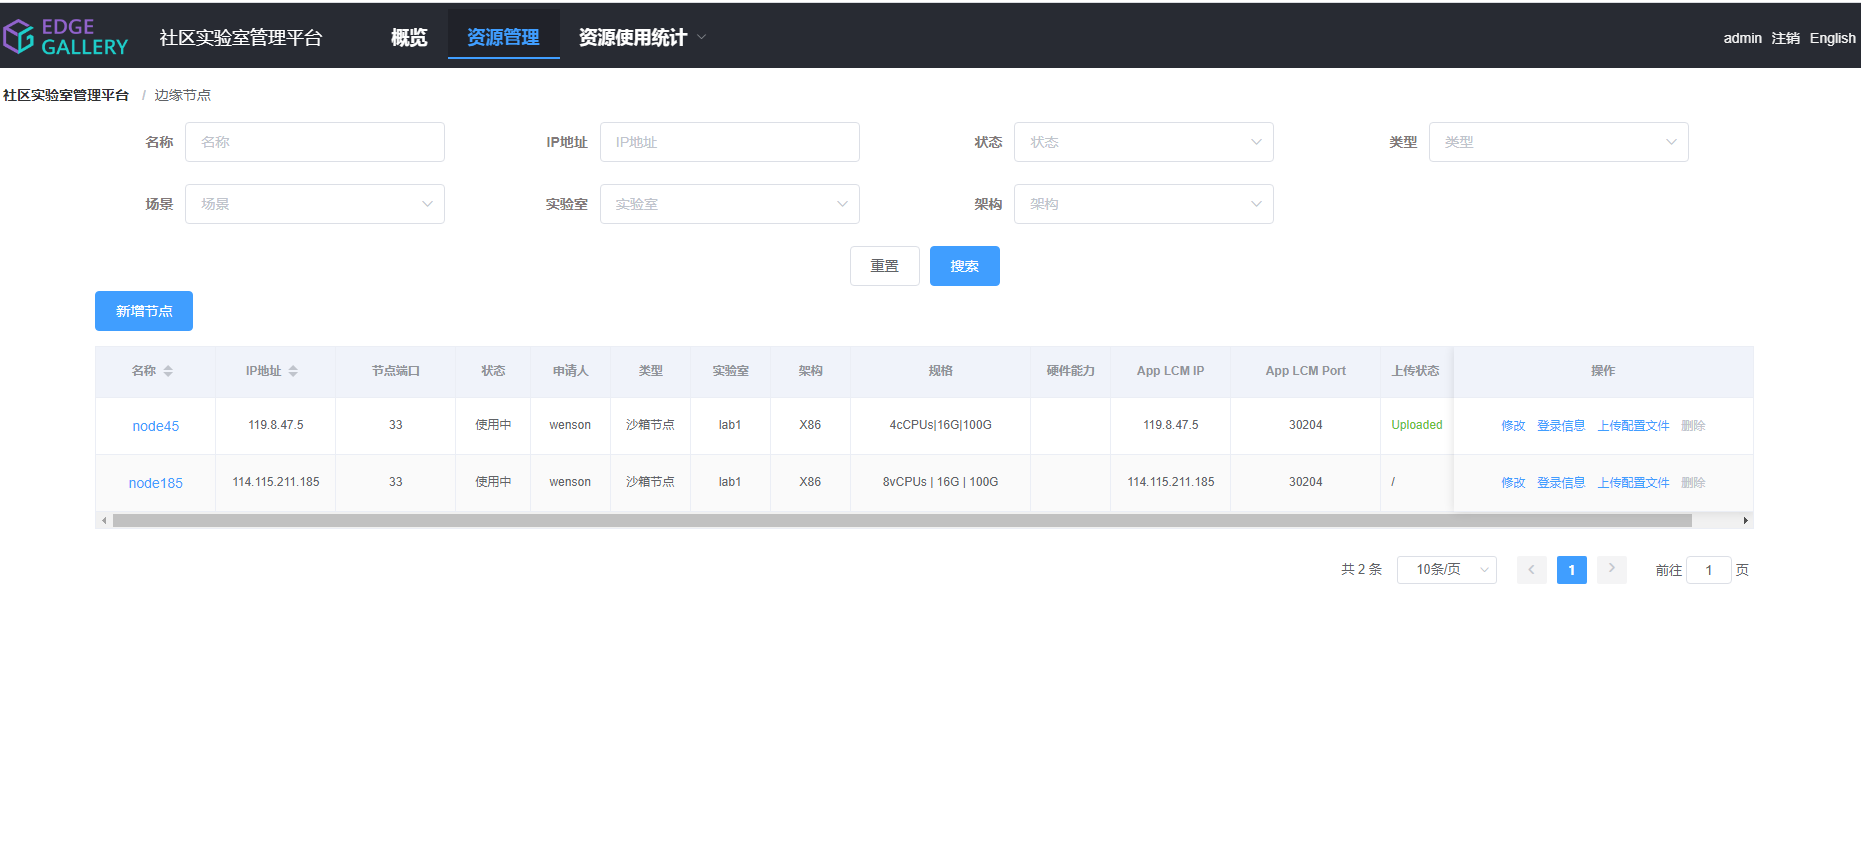 EDGE GALLERY 社区实验室管理平台 概览 资源管理 资源使用统计 admin 注销 English
社区实验室管理平台 / 边缘节点
名称 名称 IP地址 IP地址 状态 状态 类型 类型
场景 场景 实验室 实验室 架构 架构
重置 搜索
新增节点
名称 IP地址 节点端口 状态 申请人 类型 实验室 架构 规格 硬件能力 App LCM IP App LCM Port 上传状态 操作
node45 119.8.47.5 33 使用中 wenson 沙箱节点 lab1 X86 4cCPUs|16G|100G 119.8.47.5 30204 Uploaded 修改 登录信息 上传配置文件 删除
node185 114.115.211.185 33 使用中 wenson 沙箱节点 lab1 X86 8vCPUs | 16G | 100G 114.115.211.185 30204 / 修改 登录信息 上传配置文件 删除
共 2 条 10条/页 1 前往 1 页